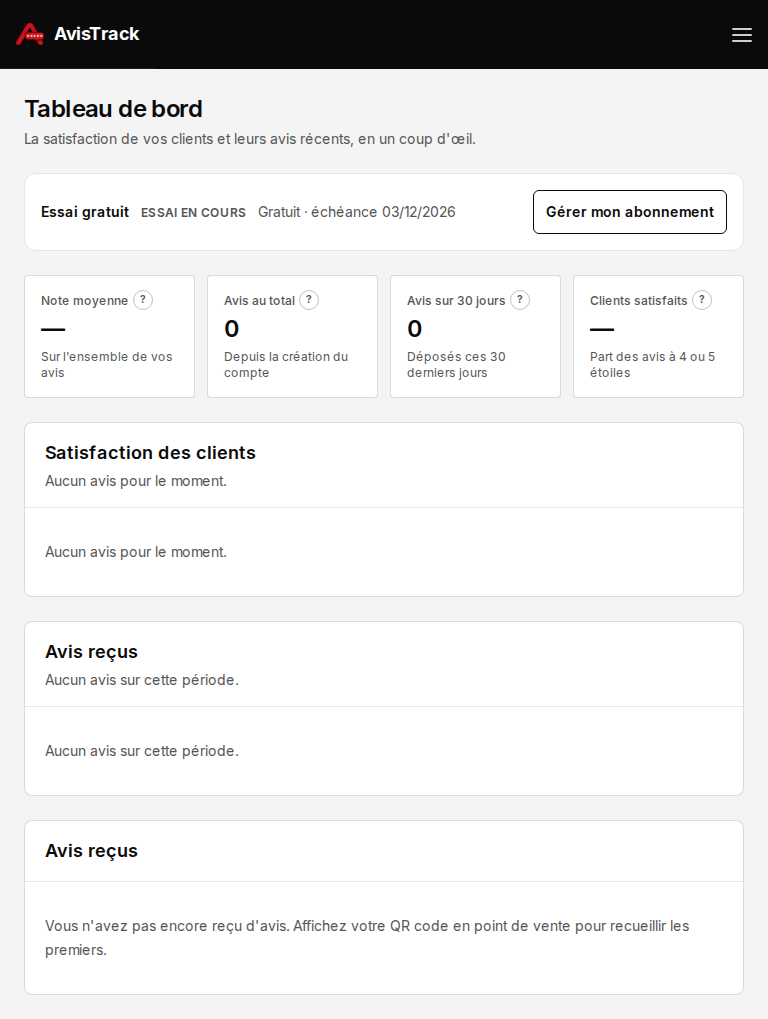 AvisTrack
Tableau de bord
La satisfaction de vos clients et leurs avis récents, en un coup d'œil.
Essai gratuit ESSAI EN COURS Gratuit · échéance 03/12/2026 Gérer mon abonnement
Note moyenne ?
—
Sur l'ensemble de vos
avis
Avis au total ?
0
Depuis la création du
compte
Avis sur 30 jours ?
0
Déposés ces 30
derniers jours
Clients satisfaits ?
—
Part des avis à 4 ou 5
étoiles
Satisfaction des clients
Aucun avis pour le moment.
Aucun avis pour le moment.
Avis reçus
Aucun avis sur cette période.
Aucun avis sur cette période.
Avis reçus
Vous n'avez pas encore reçu d'avis. Affichez votre QR code en point de vente pour recueillir les
premiers.